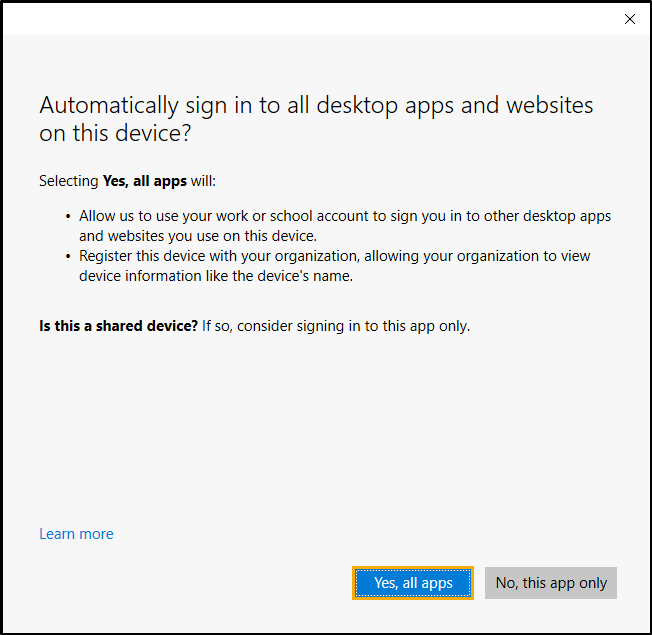 Automatically sign in to all desktop apps and websites
on this device?
Selecting Yes, all apps will:
• Allow us to use your work or school account to sign you in to other desktop apps
and websites you use on this device.
• Register this device with your organization, allowing your organization to view
device information like the device's name.
Is this a shared device? If so, consider signing in to this app only.
Learn more
Yes, all apps
No, this app only